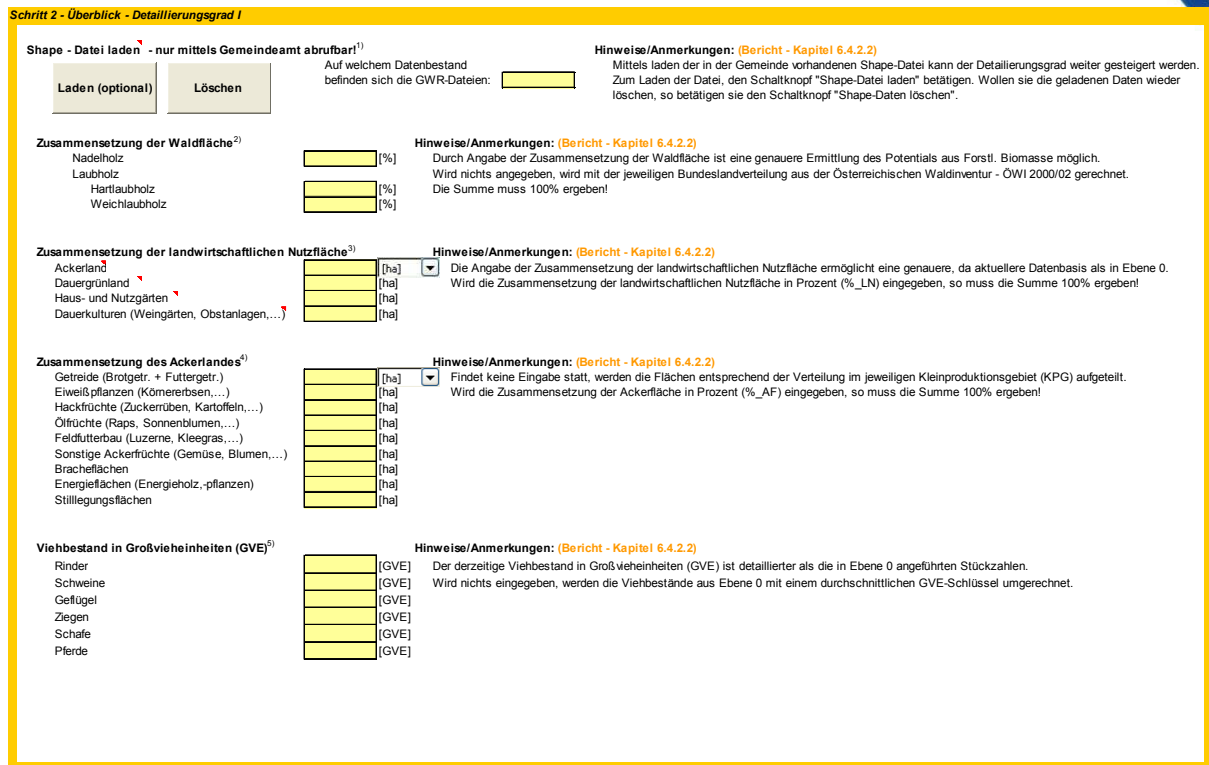 Schritt 2 - Überblick - Detaillierungsgrad I
Shape - Datei laden - nur mittels Gemeindeamt abrufbar!1)
Hinweise/Anmerkungen: (Bericht - Kapitel 6.4.2.2)
Laden (optional)
Löschen
Auf welchem Datenbestand
befinden sich die GWR-Dateien:
Mittels laden der in der Gemeinde vorhandenen Shape-Datei kann der Detailierungsgrad weiter gesteigert werden.
Zum Laden der Datei, den Schaltknopf "Shape-Datei laden" betätigen. Wollen sie die geladenen Daten wieder
löschen, so betätigen sie den Schaltknopf "Shape-Daten löschen".
Zusammensetzung der Waldfläche2)
Hinweise/Anmerkungen: (Bericht - Kapitel 6.4.2.2)
Nadelholz [%] Durch Angabe der Zusammensetzung der Waldfläche ist eine genauere Ermittlung des Potentials aus Forstl. Biomasse möglich.
Laubholz Wird nichts angegeben, wird mit der jeweiligen Bundeslandverteilung aus der Österreichischen Waldinventur - ÖWI 2000/02 gerechnet.
Hartlaubholz [%] Die Summe muss 100% ergeben!
Weichlaubholz [%]
Zusammensetzung der landwirtschaftlichen Nutzfläche3)
Hinweise/Anmerkungen: (Bericht - Kapitel 6.4.2.2)
Ackerland [ha] Die Angabe der Zusammensetzung der landwirtschaftlichen Nutzfläche ermöglicht eine genauere, da aktuellere Datenbasis als in Ebene 0.
Dauergrünland [ha] Wird die Zusammensetzung der landwirtschaftlichen Nutzfläche in Prozent (%_LN) eingegeben, so muss die Summe 100% ergeben!
Haus- und Nutzgärten [ha]
Dauerkulturen (Weingärten, Obstanlagen,…) [ha]
Zusammensetzung des Ackerlandes4)
Hinweise/Anmerkungen: (Bericht - Kapitel 6.4.2.2)
Getreide (Brotgetr. + Futtergetr.) [ha] Findet keine Eingabe statt, werden die Flächen entsprechend der Verteilung im jeweiligen Kleinproduktionsgebiet (KPG) aufgeteilt.
Eiweißpflanzen (Körnererbsen,…) [ha] Wird die Zusammensetzung der Ackerfläche in Prozent (%_AF) eingegeben, so muss die Summe 100% ergeben!
Hackfrüchte (Zuckerrüben, Kartoffeln,…) [ha]
Ölfrüchte (Raps, Sonnenblumen,…) [ha]
Feldfutterbau (Luzerne, Kleegras,…) [ha]
Sonstige Ackerfrüchte (Gemüse, Blumen,…) [ha]
Bracheflächen [ha]
Energieflächen (Energieholz,-pflanzen) [ha]
Stilllegungsflächen [ha]
Viehbestand in Großvieheinheiten (GVE)5)
Hinweise/Anmerkungen: (Bericht - Kapitel 6.4.2.2)
Rinder [GVE] Der derzeitige Viehbestand in Großvieheinheiten (GVE) ist detaillierter als die in Ebene 0 angeführten Stückzahlen.
Schweine [GVE] Wird nichts eingegeben, werden die Viehbestände aus Ebene 0 mit einem durchschnittlichen GVE-Schlüssel umgerechnet.
Geflügel [GVE]
Ziegen [GVE]
Schafe [GVE]
Pferde [GVE]